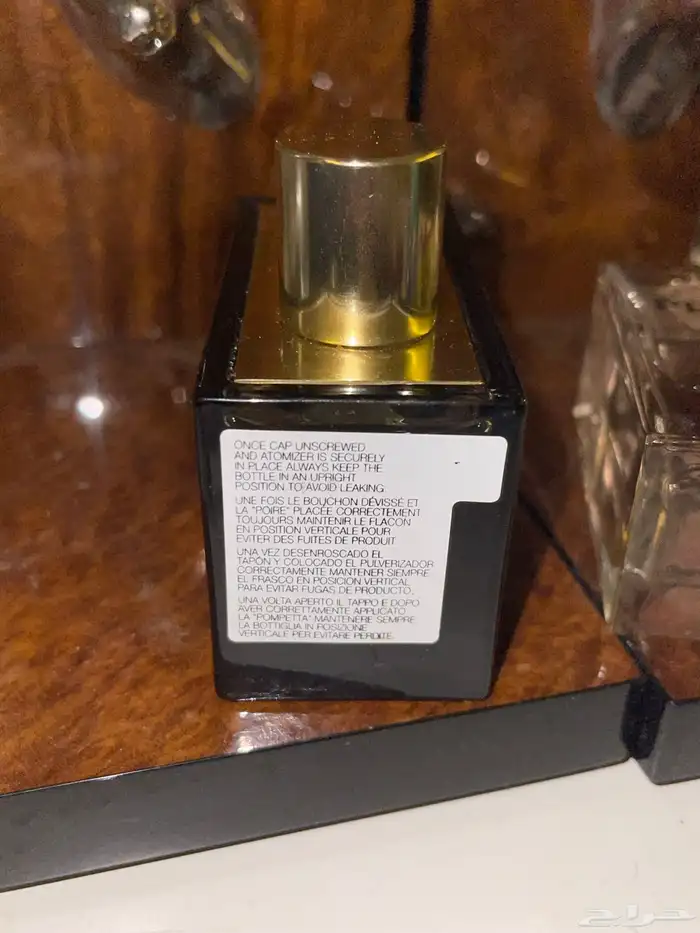 ONCE CAP UNSCREWED
AND ATOMIZER IS SECURELY
IN PLACE ALWAYS KEEP THE
BOTTLE IN AN UPRIGHT
POSITION TO AVOID LEAKING.
UNE FOIS LE BOUCHON DÉVISSÉ ET
LA "POIRE" PLACÉE CORRECTEMENT
TOUJOURS MAINTENIR LE FLACON
EN POSITION VERTICALE POUR
ÉVITER DES FUITES DE PRODUIT
UNA VEZ DESENROSCADO EL
TAPÓN Y COLOCADO EL PULVERIZADOR
CORRECTAMENTE MANTENER SIEMPRE
EL FRASCO EN POSICIÓN VERTICAL
PARA EVITAR FUGAS DE PRODUCTO.
UNA VOLTA APERTO IL TAPPO E DOPO
AVER CORRETTAMENTE APPLICATO
LA "POMPETTA" MANTENERE SEMPRE
LA BOTTIGLIA IN POSIZIONE
VERTICALE PER EVITARE PERDITE.
حراج